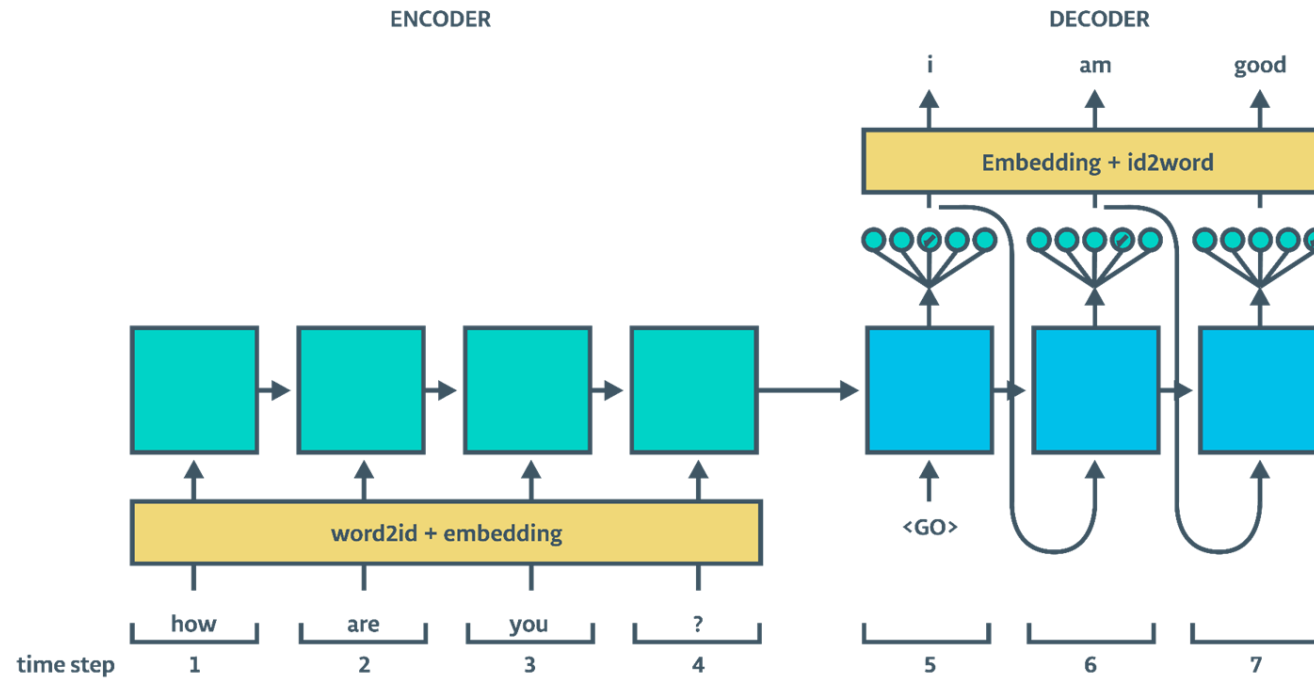 ENCODER DECODER
i am good
Embedding + id2word
<GO>
word2id + embedding
how are you ?
time step 1 2 3 4 5 6 7